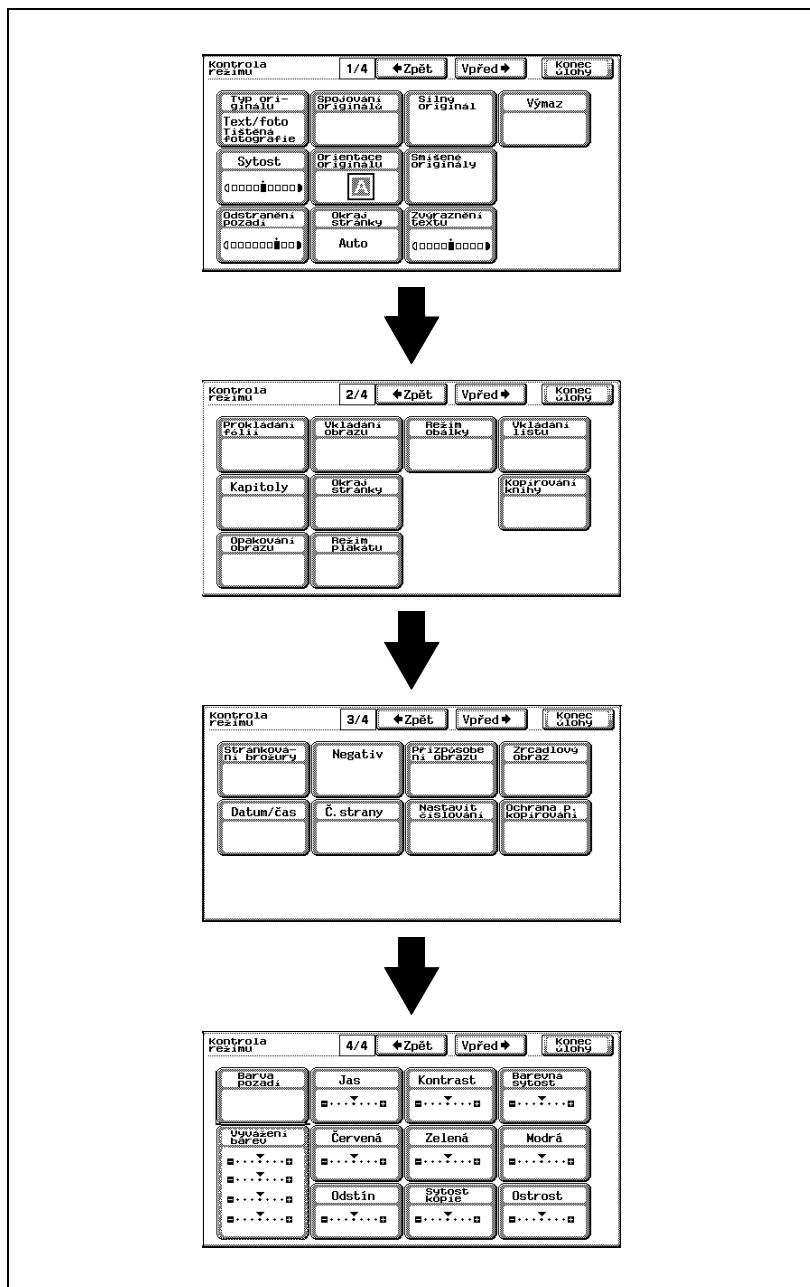 Kontrola
režimu
1/4
Zpět
Vpřed
Konec
úlohy
Typ ori-
ginálu
Text/foto
Tištěná
fotografie
Spojování
originálů
Silný
originál
Výmaz
Sytost
Orientace
originálu
A
Smíšené
originály
Odstranění
pozadí
Okraj
stránky
Auto
Zvýraznění
textu
Kontrola
režimu
2/4
Zpět
Vpřed
Konec
úlohy
Prokládání
fólií
Vkládání
obrazu
Režim
obálky
Vkládání
listu
Kapitoly
Okraj
stránky
Kopírování
knihy
Opakování
obrazu
Režim
plakátu
Kontrola
režimu
3/4
Zpět
Vpřed
Konec
úlohy
Stránková-
ní brožury
Negativ
Přizpůsobe
ní obrazu
Zrcadlový
obraz
Datum/čas
Č.strany
Nastavit
číslování
Ochrana p.
kopírování
Kontrola
režimu
4/4
Zpět
Vpřed
Konec
úlohy
Barva
pozadí
Jas
Kontrast
Barevná
sytost
Vyvážení
barev
Červená
Zelená
Modrá
Odstín
Sytost
kópie
Ostrost